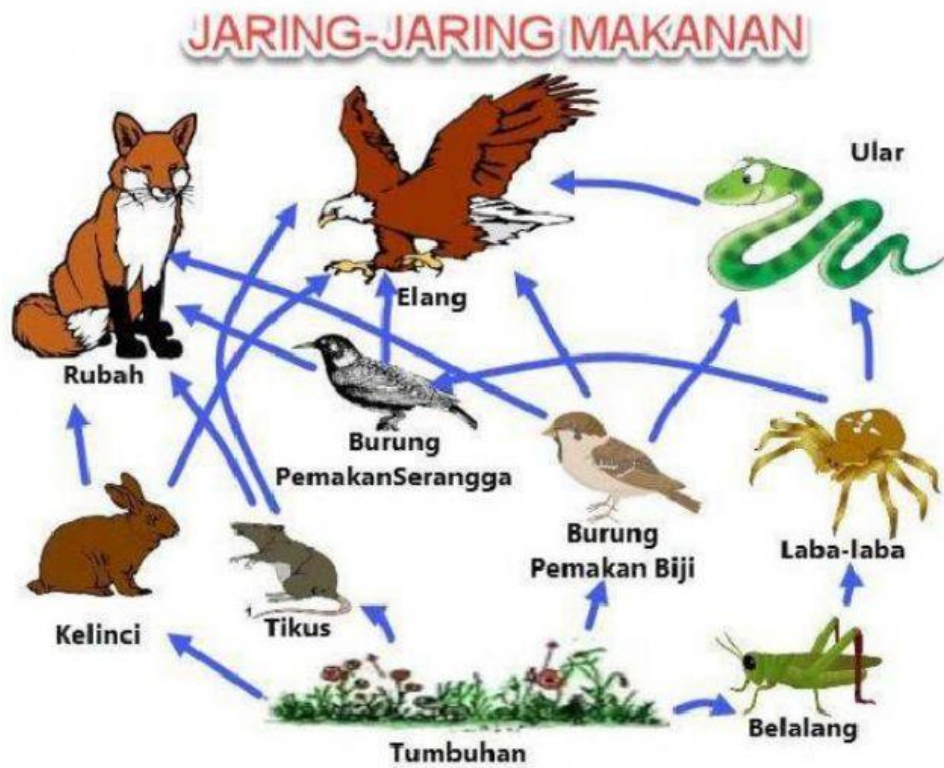 JARING-JARING MAKANAN
Ular
Elang
Rubah
Burung
PemakanSerangga
Burung
Pemakan Biji
Laba-laba
Kelinci
Tikus
Belalang
Tumbuhan